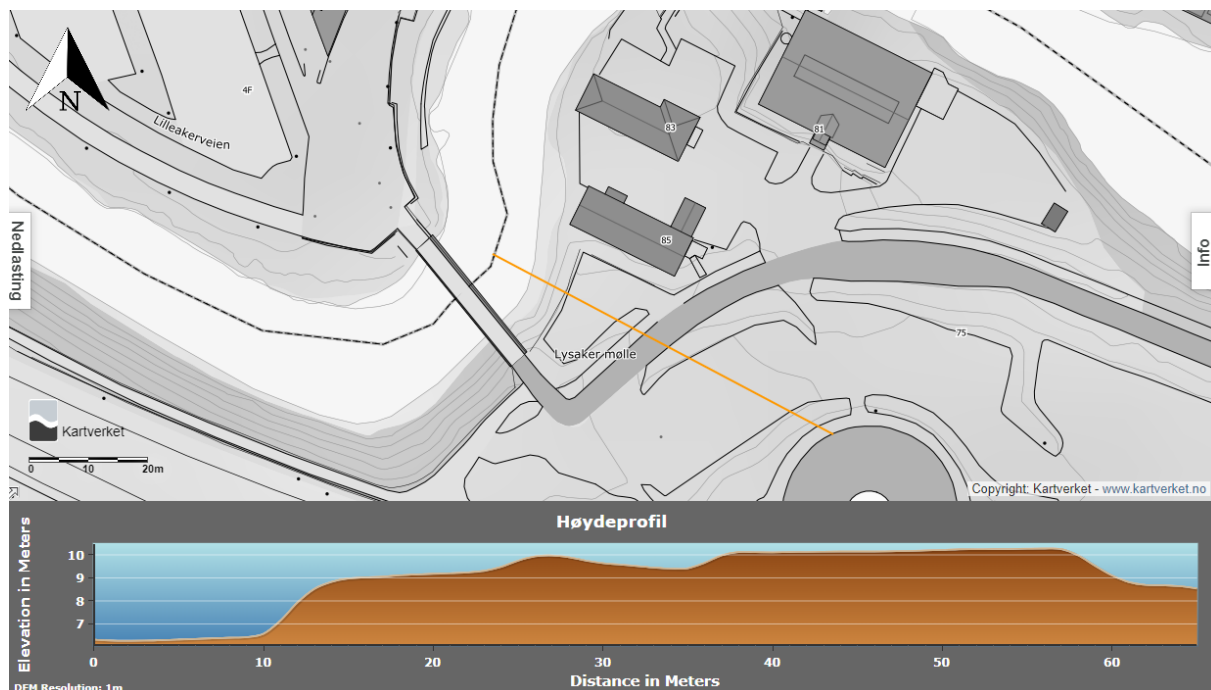 N
4F
Lilleakerveien
83
81
85
75
Nedlasting
Info
Lysaker mølle
Kartverket
0 10 20m
Copyright: Kartverket - www.kartverket.no
Høydeprofil
Elevation in Meters
10
9
8
7
0 10 20 30 40 50 60
Distance in Meters
DEM Resolution: 1m